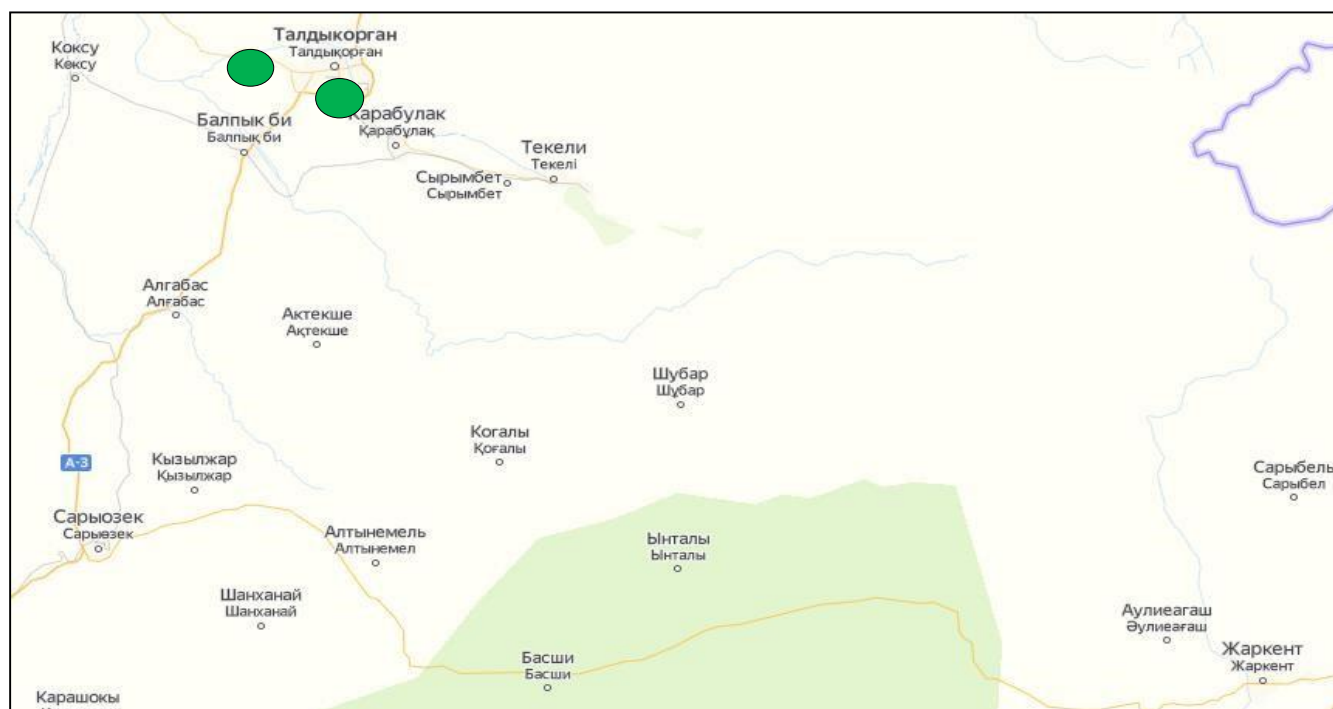 Талдыкорган
Талдықорған
Коксу
Көксу
Балпык би
Балпық би
Карабулак
Қарабұлақ
Текели
Текелі
Сырымбет
Сырымбет
Алгабас
Алғабас
Актекше
Ақтекше
Шубар
Шұбар
Когалы
Қоғалы
А-3
Кызылжар
Қызылжар
Сарыбель
Сарыбел
Сарыозек
Сарыөзек
Алтынемель
Алтынемел
Ынталы
Ынталы
Шанханай
Шанханай
Аулиеагаш
Әулиеағаш
Басши
Басши
Жаркент
Жаркент
Карашокы